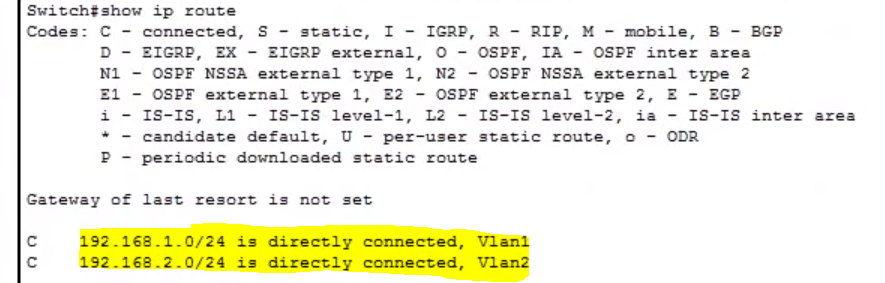 Switch#show ip route
Codes: C - connected, S - static, I - IGRP, R - RIP, M - mobile, B - BGP
D - EIGRP, EX - EIGRP external, O - OSPF, IA - OSPF inter area
N1 - OSPF NSSA external type 1, N2 - OSPF NSSA external type 2
E1 - OSPF external type 1, E2 - OSPF external type 2, E - EGP
i - IS-IS, L1 - IS-IS level-1, L2 - IS-IS level-2, ia - IS-IS inter area
* - candidate default, U - per-user static route, o - ODR
P - periodic downloaded static route
Gateway of last resort is not set
C 192.168.1.0/24 is directly connected, Vlan1
C 192.168.2.0/24 is directly connected, Vlan2